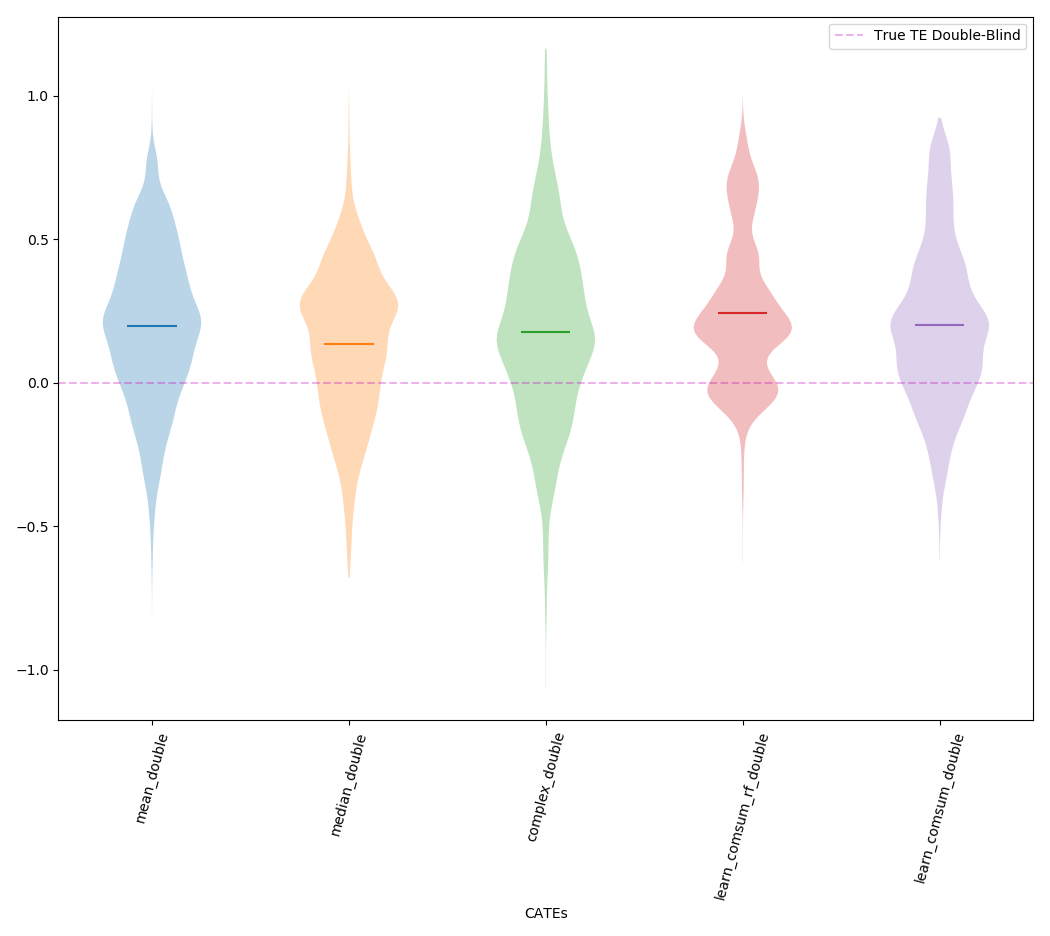 True TE Double-Blind
1.0
0.5
0.0
−0.5
−1.0
mean_double
median_double
complex_double
learn_comsum_rf_double
learn_comsum_double
CATEs